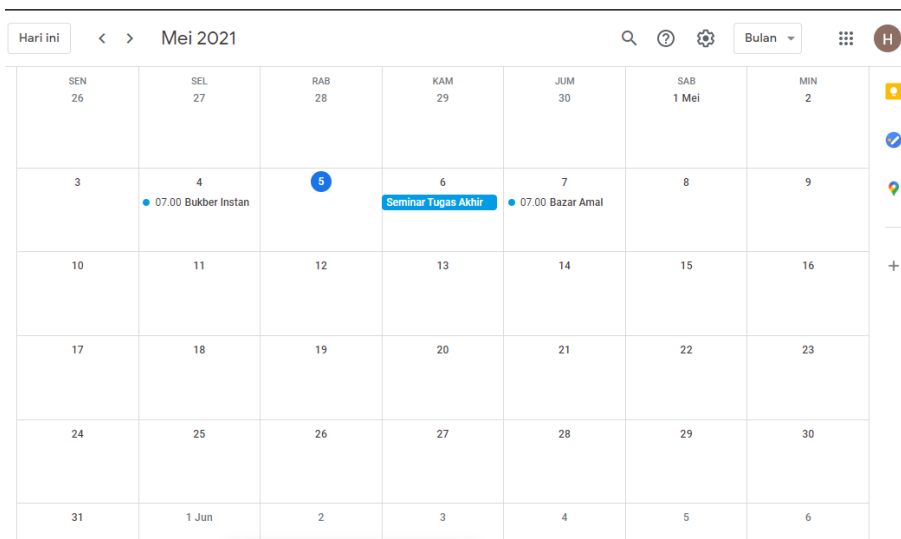 Hari ini Mei 2021 Bulan H
SEN SEL RAB KAM JUM SAB MIN
26 27 28 29 30 1 Mei 2
3 4 5 6 7 8 9
07.00 Bukber Instan Seminar Tugas Akhir 07.00 Bazar Amal
10 11 12 13 14 15 16
17 18 19 20 21 22 23
24 25 26 27 28 29 30
31 1 Jun 2 3 4 5 6